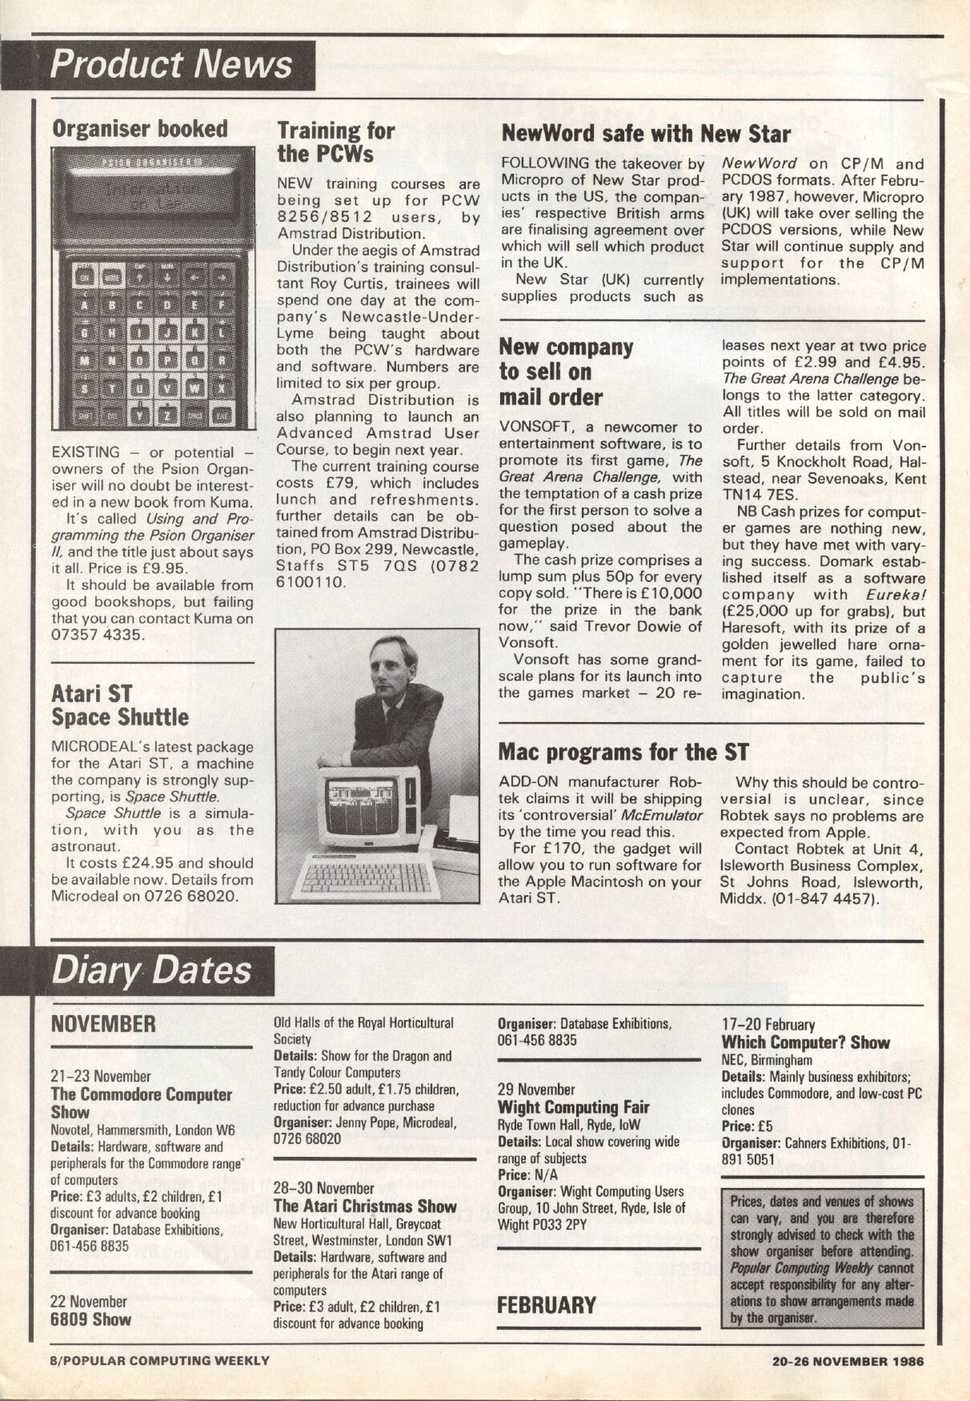 Product News
Organiser booked
PSION ORGANISER II
Information
on tap
ON
MODE
A B C D E F
G H I J K L
M N O P Q R
S T U V W X
SHIFT DEL Y Z SPACE EXE
EXISTING – or potential –
owners of the Psion Organ-
iser will no doubt be interest-
ed in a new book from Kuma.
It's called Using and Pro-
gramming the Psion Organiser
II, and the title just about says
it all. Price is £9.95.
It should be available from
good bookshops, but failing
that you can contact Kuma on
07357 4335.
Atari ST
Space Shuttle
MICRODEAL's latest package
for the Atari ST, a machine
the company is strongly sup-
porting, is Space Shuttle.
Space Shuttle is a simula-
tion, with you as the
astronaut.
It costs £24.95 and should
be available now. Details from
Microdeal on 0726 68020.
Training for
the PCWs
NEW training courses are
being set up for PCW
8256/8512 users, by
Amstrad Distribution.
Under the aegis of Amstrad
Distribution's training consul-
tant Roy Curtis, trainees will
spend one day at the com-
pany's Newcastle-Under-
Lyme being taught about
both the PCW's hardware
and software. Numbers are
limited to six per group.
Amstrad Distribution is
also planning to launch an
Advanced Amstrad User
Course, to begin next year.
The current training course
costs £79, which includes
lunch and refreshments.
further details can be ob-
tained from Amstrad Distribu-
tion, PO Box 299, Newcastle,
Staffs ST5 7QS (0782
6100110.
NewWord safe with New Star
FOLLOWING the takeover by
Micropro of New Star prod-
ucts in the US, the compan-
ies' respective British arms
are finalising agreement over
which will sell which product
in the UK.
New Star (UK) currently
supplies products such as
NewWord on CP/M and
PCDOS formats. After Febru-
ary 1987, however, Micropro
(UK) will take over selling the
PCDOS versions, while New
Star will continue supply and
support for the CP/M
implementations.
New company
to sell on
mail order
VONSOFT, a newcomer to
entertainment software, is to
promote its first game, The
Great Arena Challenge, with
the temptation of a cash prize
for the first person to solve a
question posed about the
gameplay.
The cash prize comprises a
lump sum plus 50p for every
copy sold. "There is £10,000
for the prize in the bank
now," said Trevor Dowie of
Vonsoft.
Vonsoft has some grand-
scale plans for its launch into
the games market – 20 re-
leases next year at two price
points of £2.99 and £4.95.
The Great Arena Challenge be-
longs to the latter category.
All titles will be sold on mail
order.
Further details from Von-
soft, 5 Knockholt Road, Hal-
stead, near Sevenoaks, Kent
TN14 7ES.
NB Cash prizes for comput-
er games are nothing new,
but they have met with vary-
ing success. Domark estab-
lished itself as a software
company with Eureka!
(£25,000 up for grabs), but
Haresoft, with its prize of a
golden jewelled hare orna-
ment for its game, failed to
capture the public's
imagination.
Mac programs for the ST
ADD-ON manufacturer Rob-
tek claims it will be shipping
its 'controversial' McEmulator
by the time you read this.
For £170, the gadget will
allow you to run software for
the Apple Macintosh on your
Atari ST.
Why this should be contro-
versial is unclear, since
Robtek says no problems are
expected from Apple.
Contact Robtek at Unit 4,
Isleworth Business Complex,
St Johns Road, Isleworth,
Middx. (01-847 4457).
Diary Dates
NOVEMBER
21–23 November
The Commodore Computer
Show
Novotel, Hammersmith, London W6
Details: Hardware, software and
peripherals for the Commodore range
of computers
Price: £3 adults, £2 children, £1
discount for advance booking
Organiser: Database Exhibitions,
061-456 8835
22 November
6809 Show
Old Halls of the Royal Horticultural
Society
Details: Show for the Dragon and
Tandy Colour Computers
Price: £2.50 adult, £1.75 children,
reduction for advance purchase
Organiser: Jenny Pope, Microdeal,
0726 68020
28–30 November
The Atari Christmas Show
New Horticultural Hall, Greycoat
Street, Westminster, London SW1
Details: Hardware, software and
peripherals for the Atari range of
computers
Price: £3 adult, £2 children, £1
discount for advance booking
Organiser: Database Exhibitions,
061-456 8835
29 November
Wight Computing Fair
Ryde Town Hall, Ryde, IoW
Details: Local show covering wide
range of subjects
Price: N/A
Organiser: Wight Computing Users
Group, 10 John Street, Ryde, Isle of
Wight PO33 2PY
FEBRUARY
17–20 February
Which Computer? Show
NEC, Birmingham
Details: Mainly business exhibitors;
includes Commodore, and low-cost PC
clones
Price: £5
Organiser: Cahners Exhibitions, 01-
891 5051
Prices, dates and venues of shows
can vary, and you are therefore
strongly advised to check with the
show organiser before attending.
Popular Computing Weekly cannot
accept responsibility for any alter-
ations to show arrangements made
by the organiser.
8/POPULAR COMPUTING WEEKLY
20-26 NOVEMBER 1986